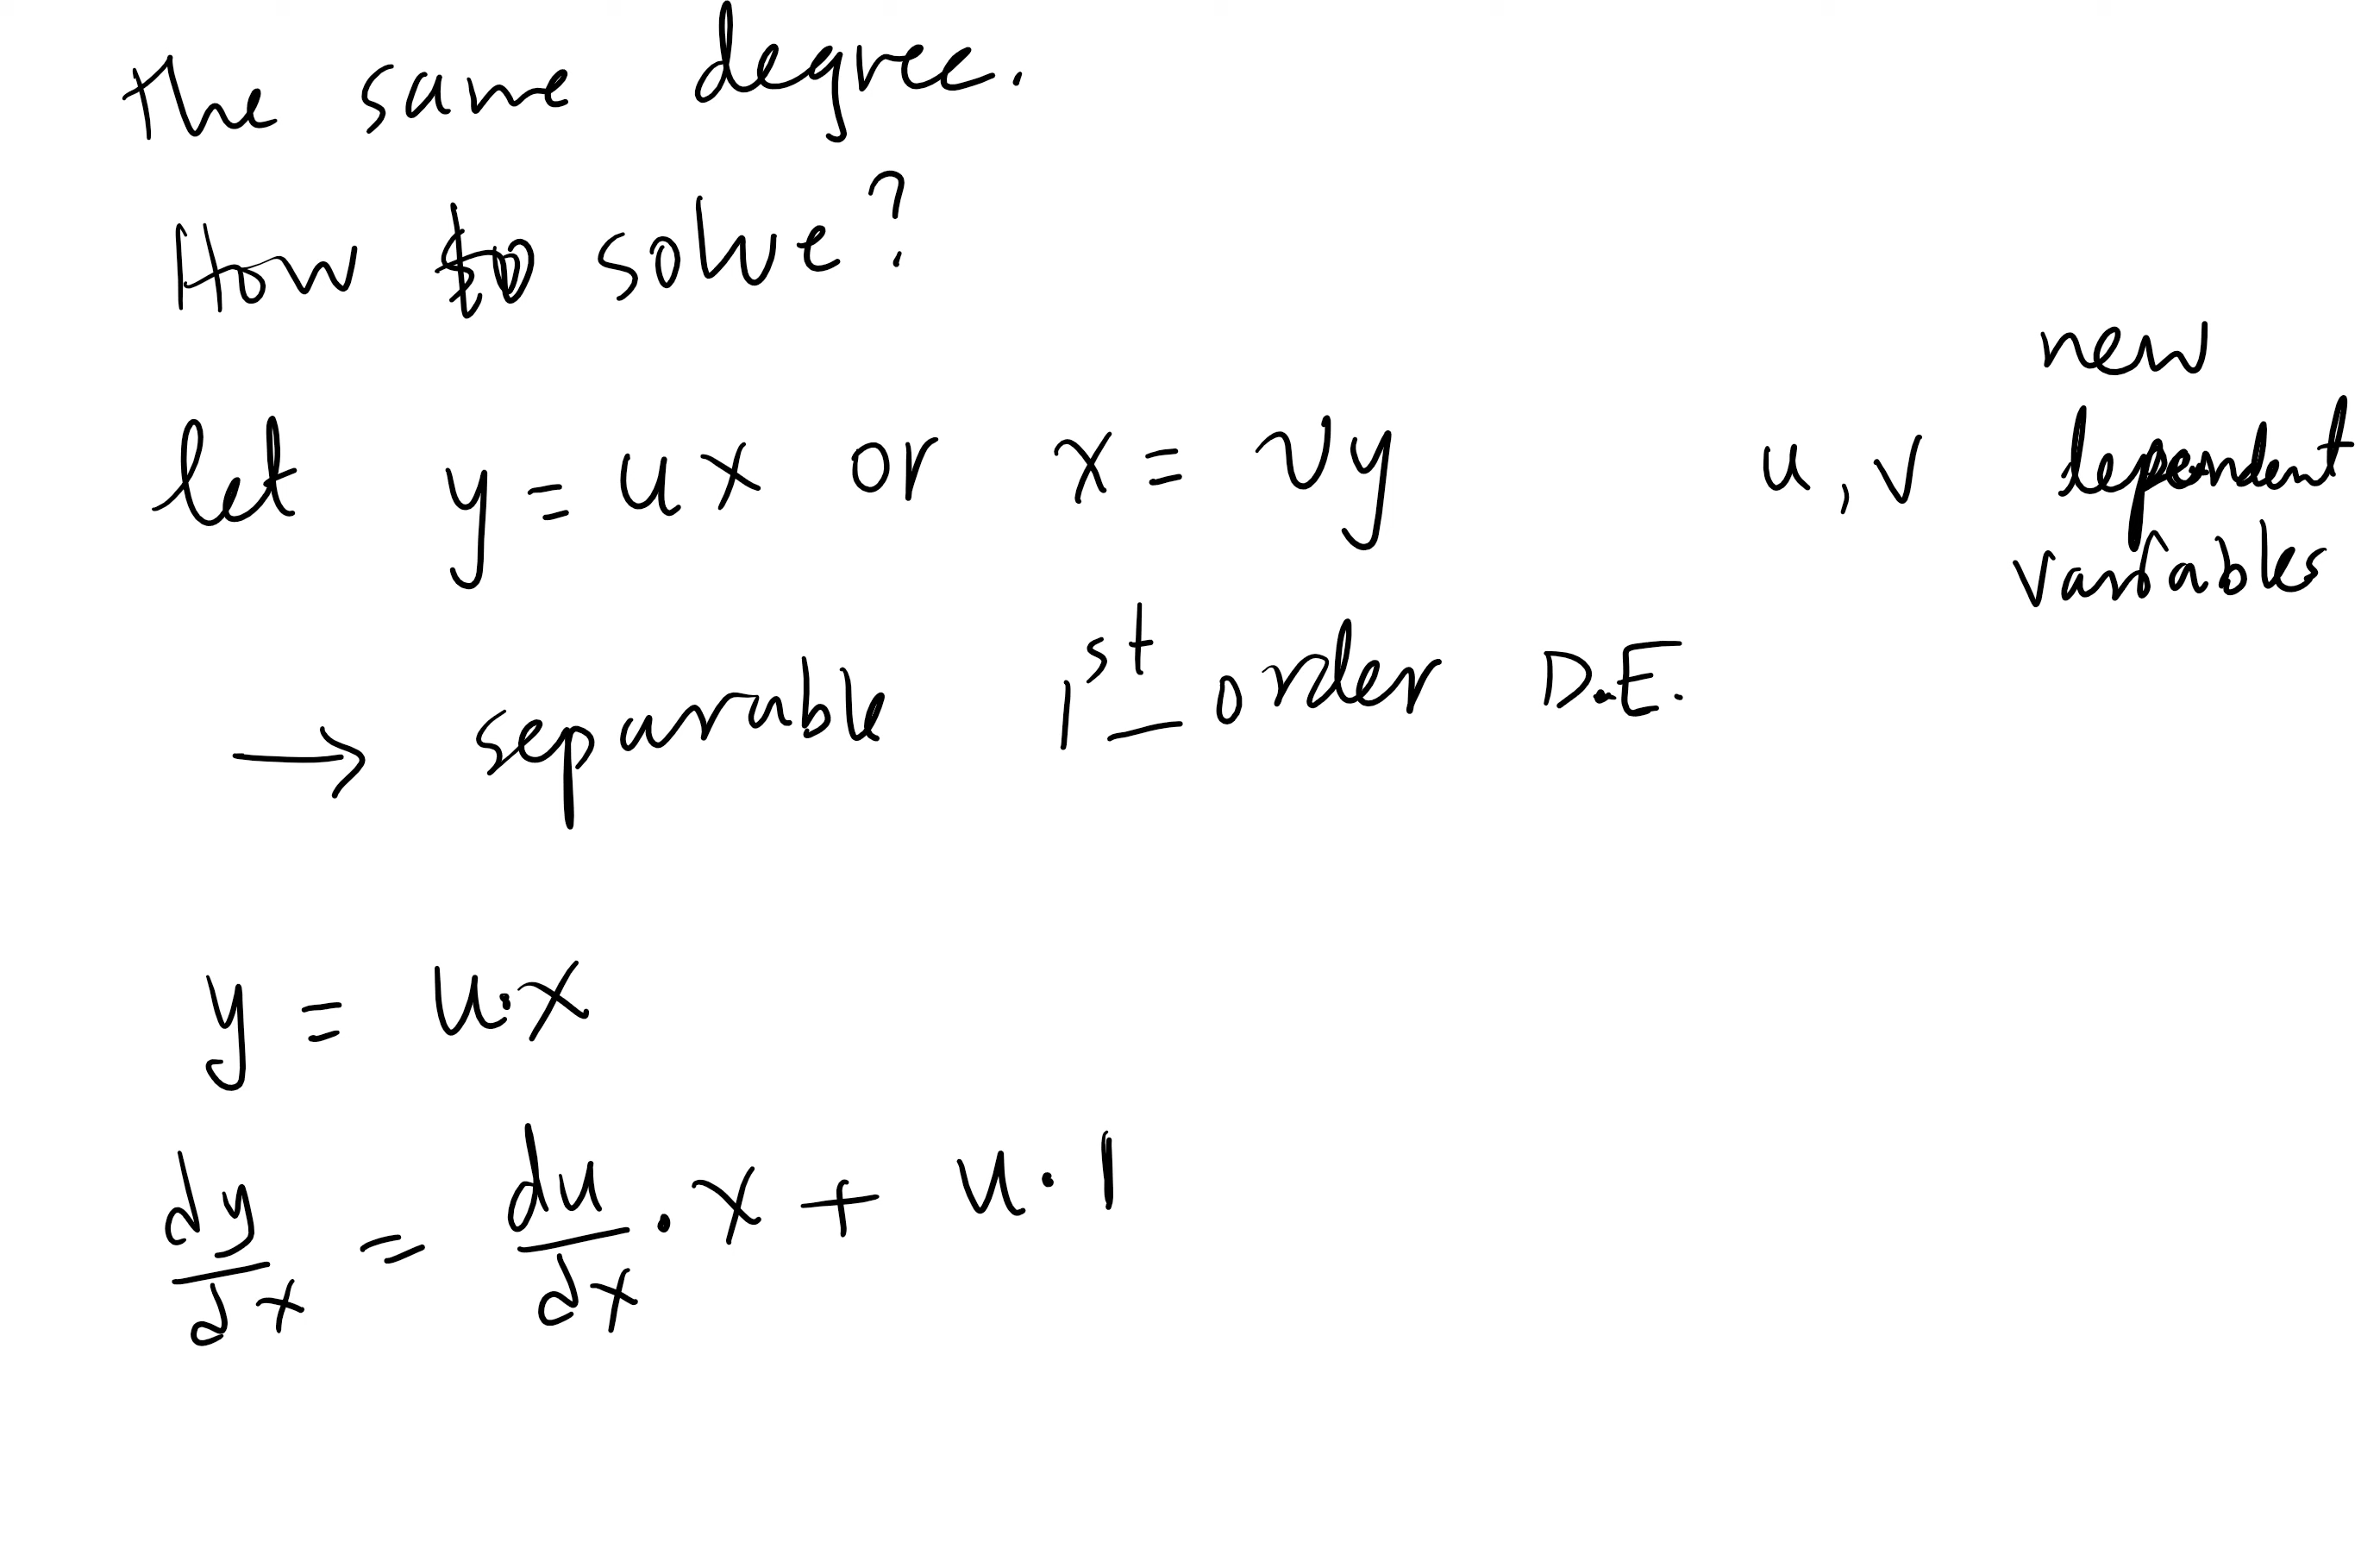 the same degree.
How to solve?
let y = ux or x = vy u, v new dependent variables
→ separable 1st-order D.E.
y = u·x
dy/dx = du/dx · x + u·1